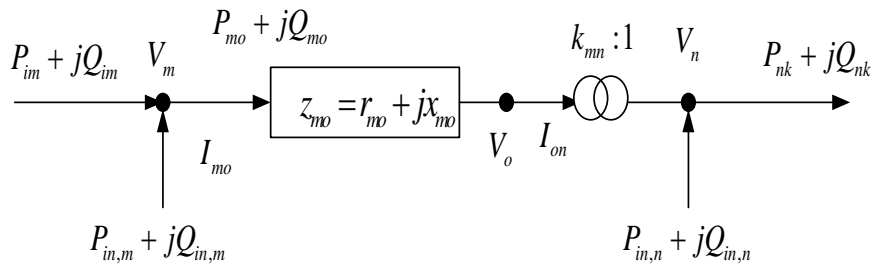 P_{mo} + jQ_{mo}
k_{mn} : 1
P_{im} + jQ_{im}
V_m
V_n
P_{nk} + jQ_{nk}
z_{mo} = r_{mo} + jx_{mo}
I_{mo}
V_o
I_{on}
P_{in,m} + jQ_{in,m}
P_{in,n} + jQ_{in,n}